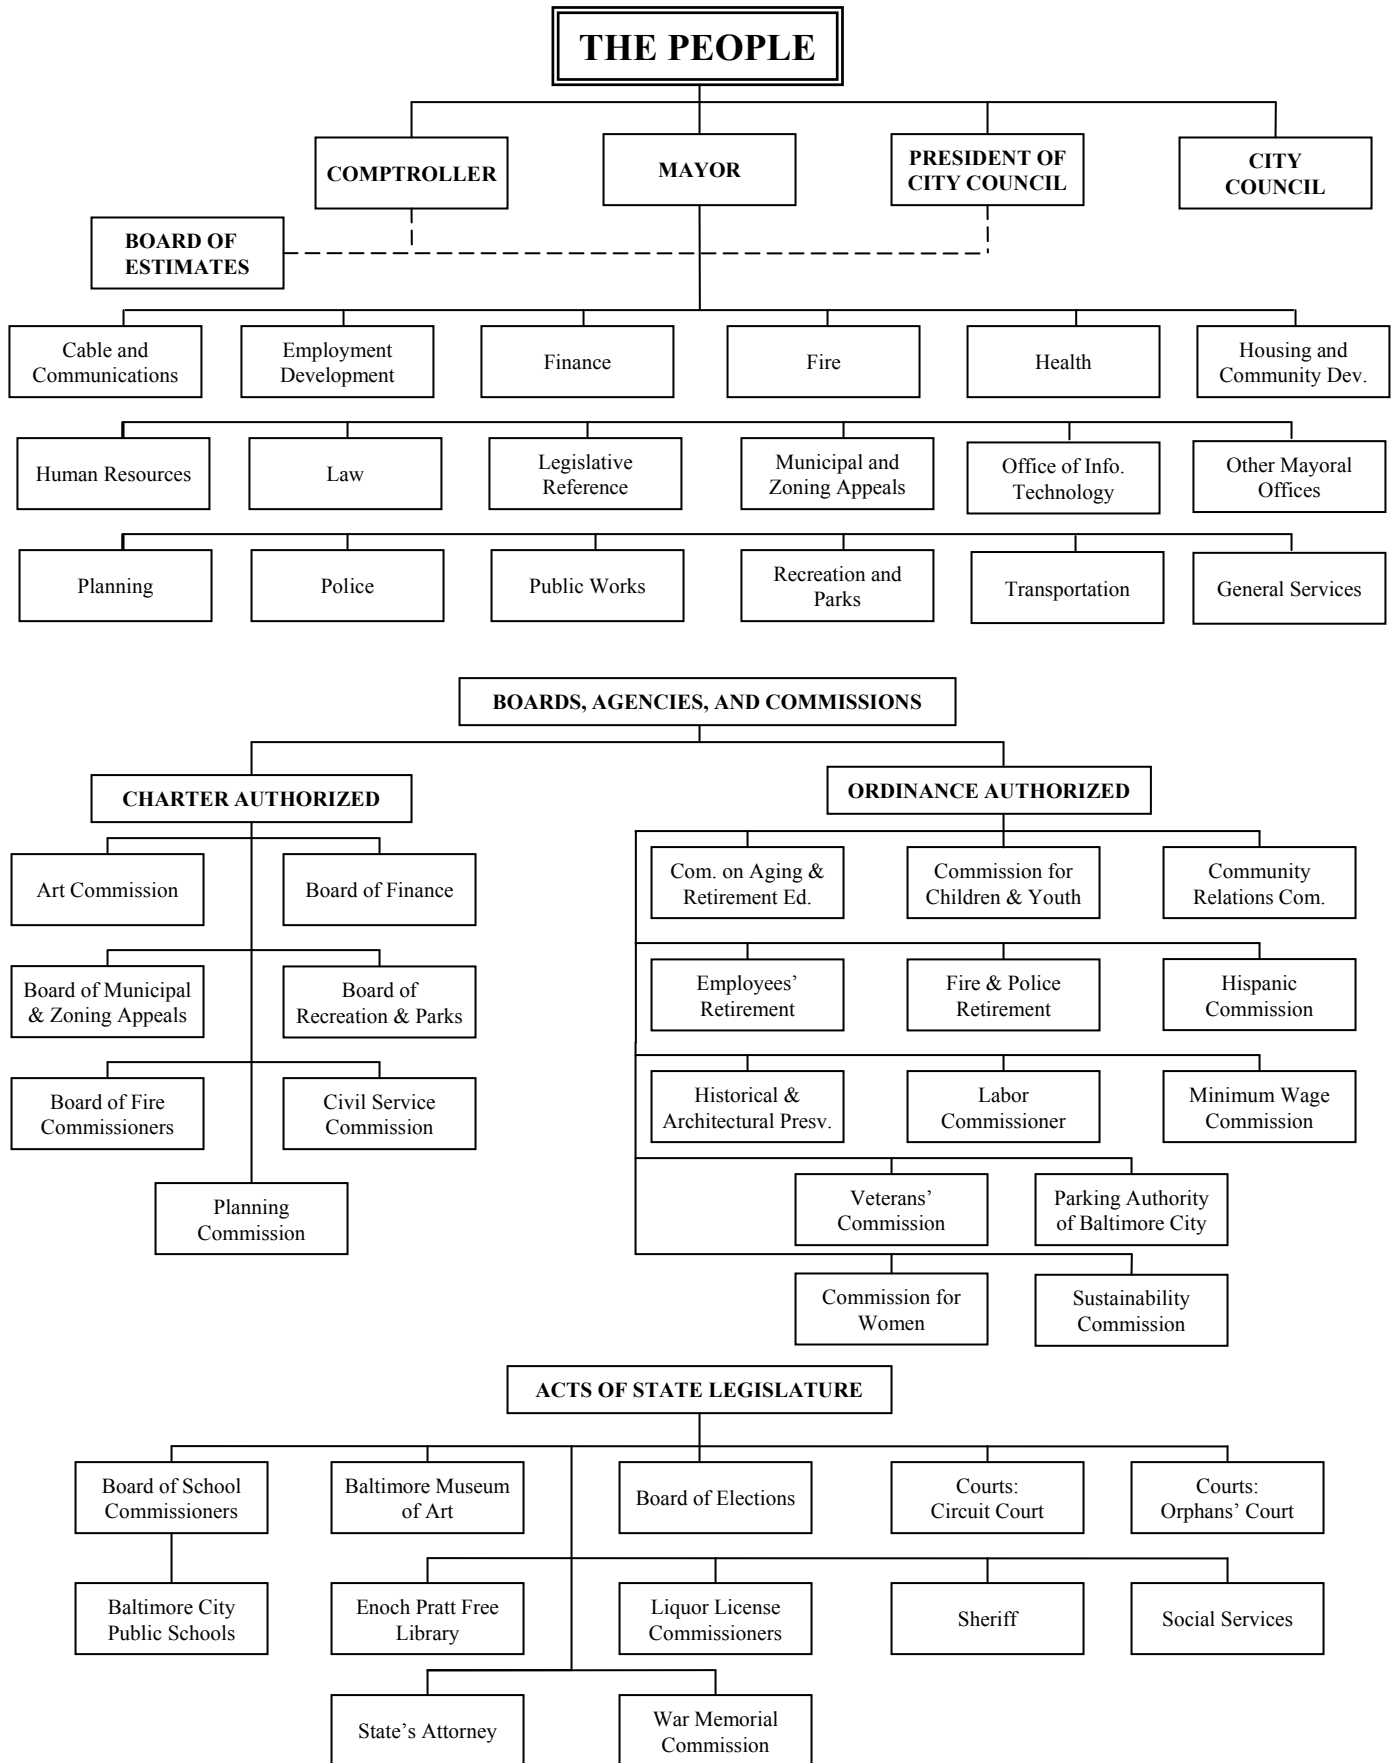 THE PEOPLE
COMPTROLLER
MAYOR
PRESIDENT OF
CITY COUNCIL
CITY
COUNCIL
BOARD OF
ESTIMATES
Cable and
Communications
Employment
Development
Finance
Fire
Health
Housing and
Community Dev.
Human Resources
Law
Legislative
Reference
Municipal and
Zoning Appeals
Office of Info.
Technology
Other Mayoral
Offices
Planning
Police
Public Works
Recreation and
Parks
Transportation
General Services
BOARDS, AGENCIES, AND COMMISSIONS
CHARTER AUTHORIZED
Art Commission
Board of Finance
Board of Municipal
& Zoning Appeals
Board of
Recreation & Parks
Board of Fire
Commissioners
Civil Service
Commission
Planning
Commission
ORDINANCE AUTHORIZED
Com. on Aging &
Retirement Ed.
Commission for
Children & Youth
Community
Relations Com.
Employees’
Retirement
Fire & Police
Retirement
Hispanic
Commission
Historical &
Architectural Presv.
Labor
Commissioner
Minimum Wage
Commission
Veterans’
Commission
Parking Authority
of Baltimore City
Commission for
Women
Sustainability
Commission
ACTS OF STATE LEGISLATURE
Board of School
Commissioners
Baltimore Museum
of Art
Board of Elections
Courts:
Circuit Court
Courts:
Orphans’ Court
Baltimore City
Public Schools
Enoch Pratt Free
Library
Liquor License
Commissioners
Sheriff
Social Services
State’s Attorney
War Memorial
Commission